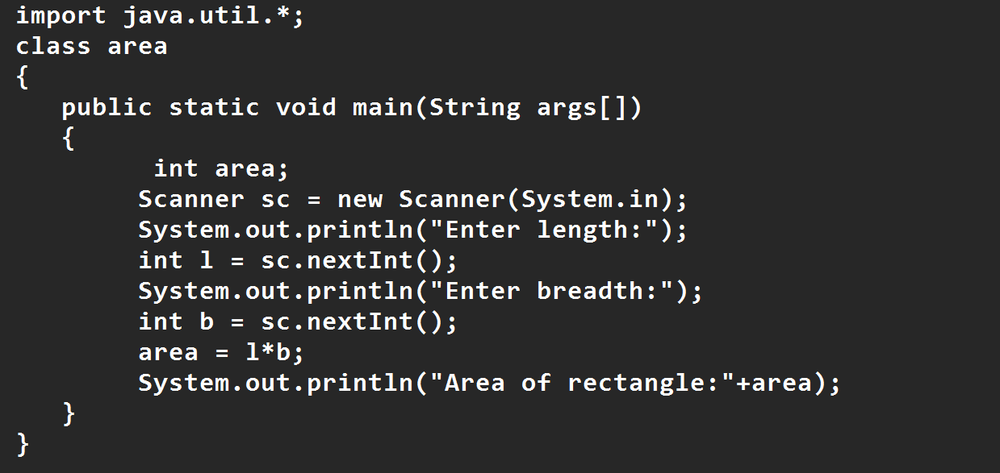 import java.util.*;
class area
{
public static void main(String args[])
{
int area;
Scanner sc = new Scanner(System.in);
System.out.println("Enter length:");
int l = sc.nextInt();
System.out.println("Enter breadth:");
int b = sc.nextInt();
area = l*b;
System.out.println("Area of rectangle:"+area);
}
}